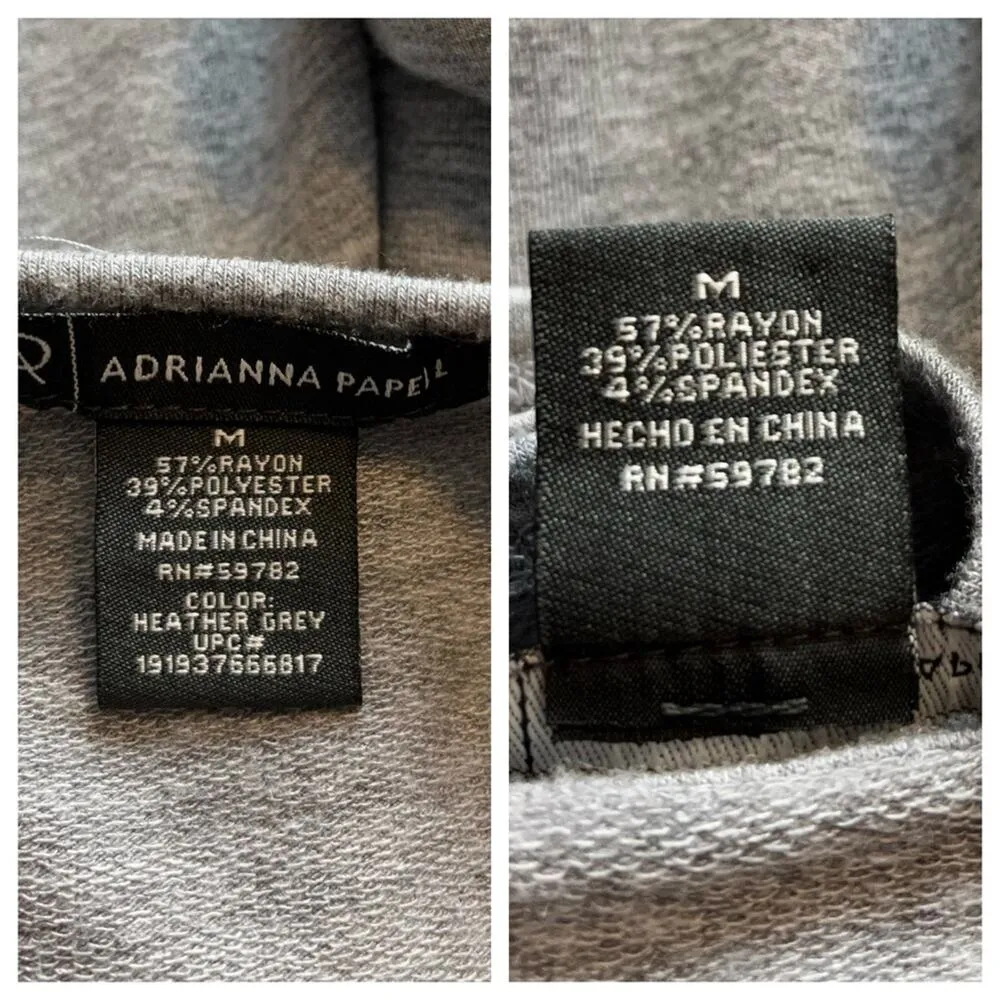 ADRIANNA PAPELL
M
57%RAYON
39%POLYESTER
4%SPANDEX
MADE IN CHINA
RN#59782
COLOR:
HEATHER GREY
UPC#
191937666817
M
57%RAYON
39%POLIESTER
4%SPANDEX
HECHO EN CHINA
RN#59782